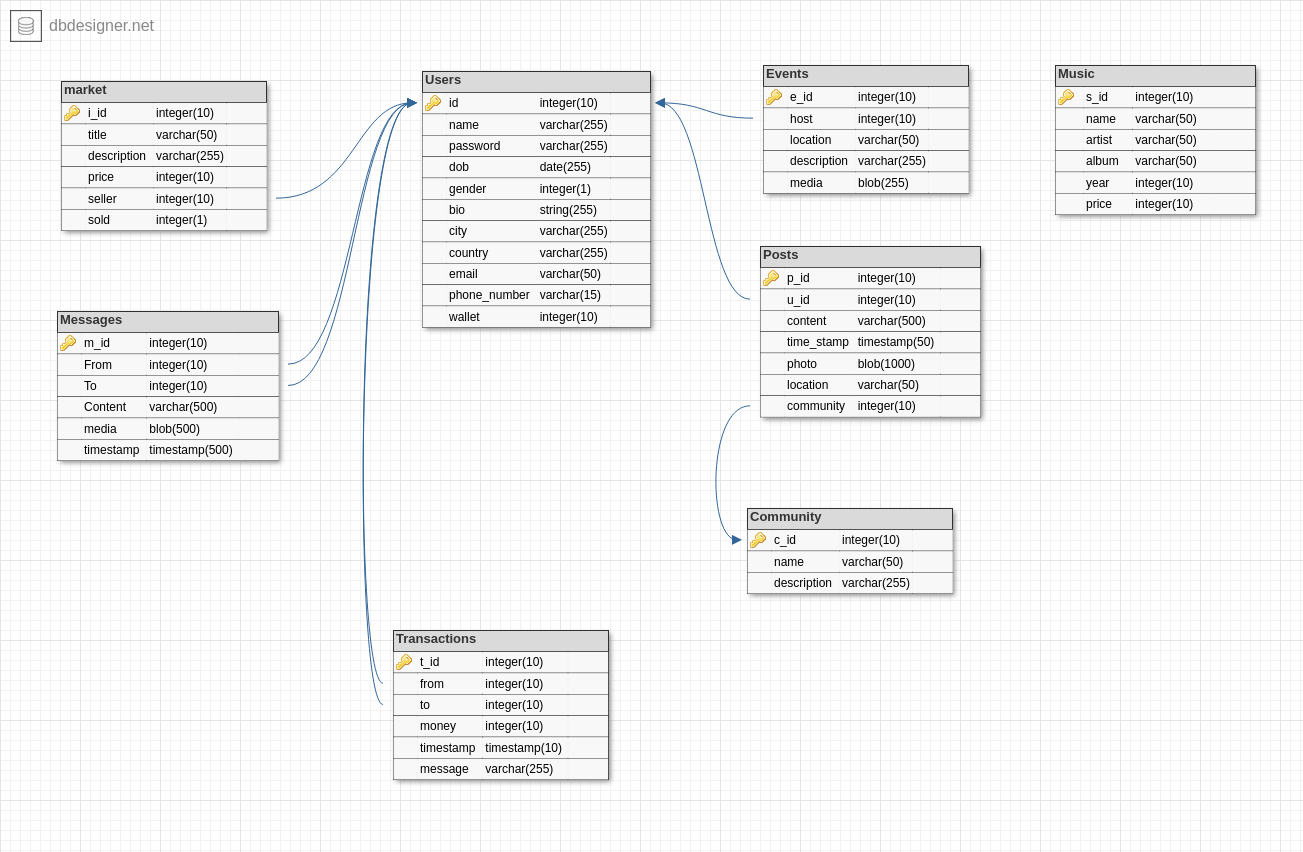 dbdesigner.net
market
i_id integer(10)
title varchar(50)
description varchar(255)
price integer(10)
seller integer(10)
sold integer(1)
Users
id integer(10)
name varchar(255)
password varchar(255)
dob date(255)
gender integer(1)
bio string(255)
city varchar(255)
country varchar(255)
email varchar(50)
phone_number varchar(15)
wallet integer(10)
Events
e_id integer(10)
host integer(10)
location varchar(50)
description varchar(255)
media blob(255)
Music
s_id integer(10)
name varchar(50)
artist varchar(50)
album varchar(50)
year integer(10)
price integer(10)
Messages
m_id integer(10)
From integer(10)
To integer(10)
Content varchar(500)
media blob(500)
timestamp timestamp(500)
Posts
p_id integer(10)
u_id integer(10)
content varchar(500)
time_stamp timestamp(50)
photo blob(1000)
location varchar(50)
community integer(10)
Community
c_id integer(10)
name varchar(50)
description varchar(255)
Transactions
t_id integer(10)
from integer(10)
to integer(10)
money integer(10)
timestamp timestamp(10)
message varchar(255)